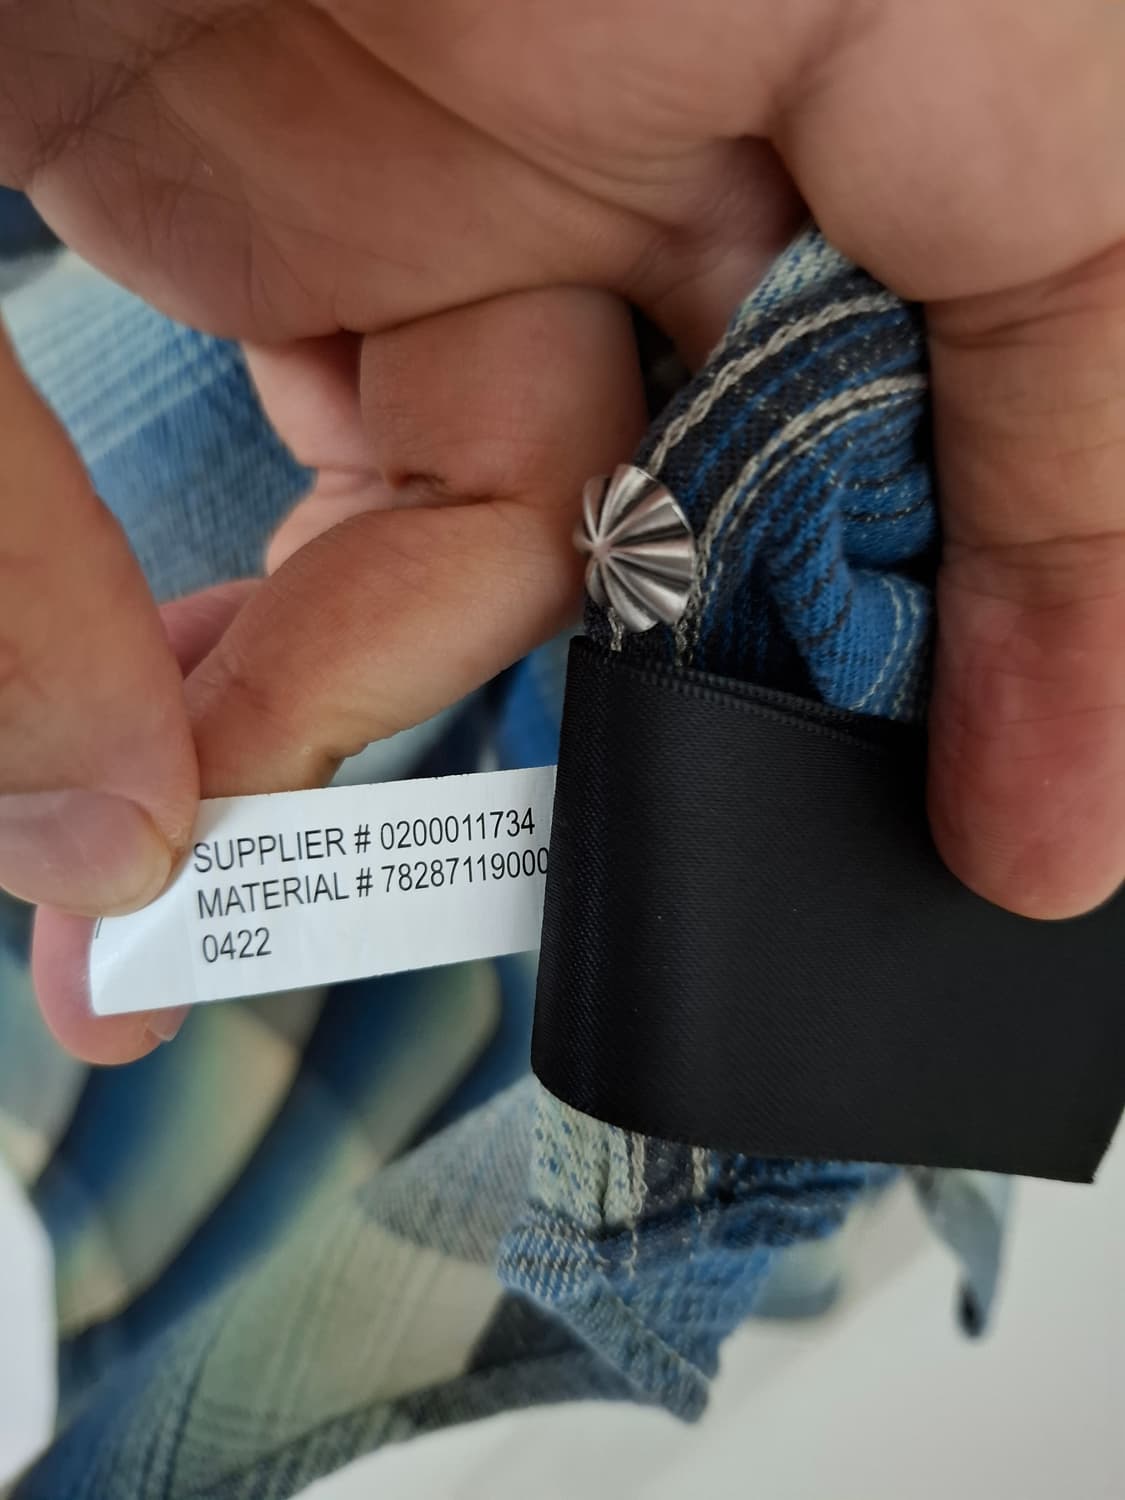 SUPPLIER # 0200011734
MATERIAL # 78287119000
0422